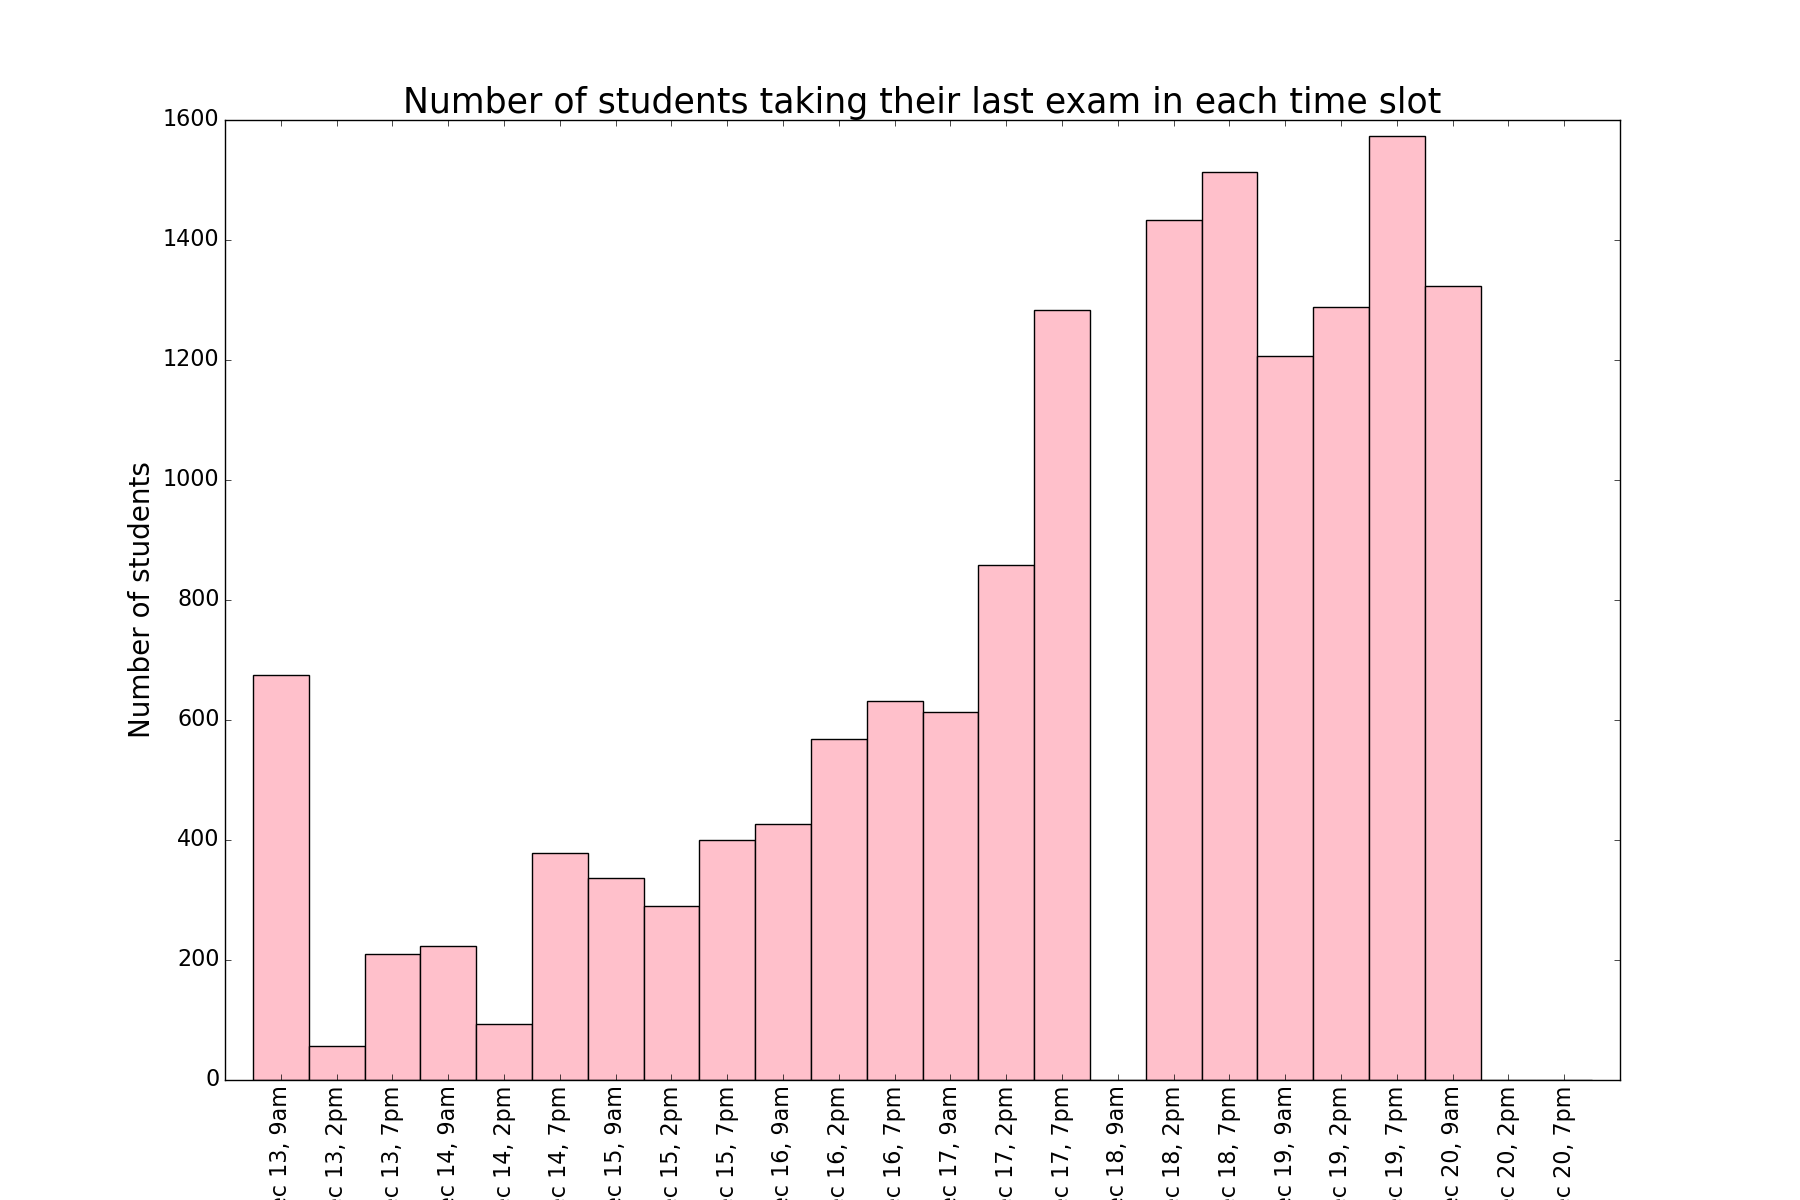 Number of students taking their last exam in each time slot
1600
1400
1200
1000
800
600
400
200
0
Number of students
c 13, 9am
c 13, 2pm
c 13, 7pm
c 14, 9am
c 14, 2pm
c 14, 7pm
c 15, 9am
c 15, 2pm
c 15, 7pm
c 16, 9am
c 16, 2pm
c 16, 7pm
c 17, 9am
c 17, 2pm
c 17, 7pm
c 18, 9am
c 18, 2pm
c 18, 7pm
c 19, 9am
c 19, 2pm
c 19, 7pm
c 20, 9am
c 20, 2pm
c 20, 7pm